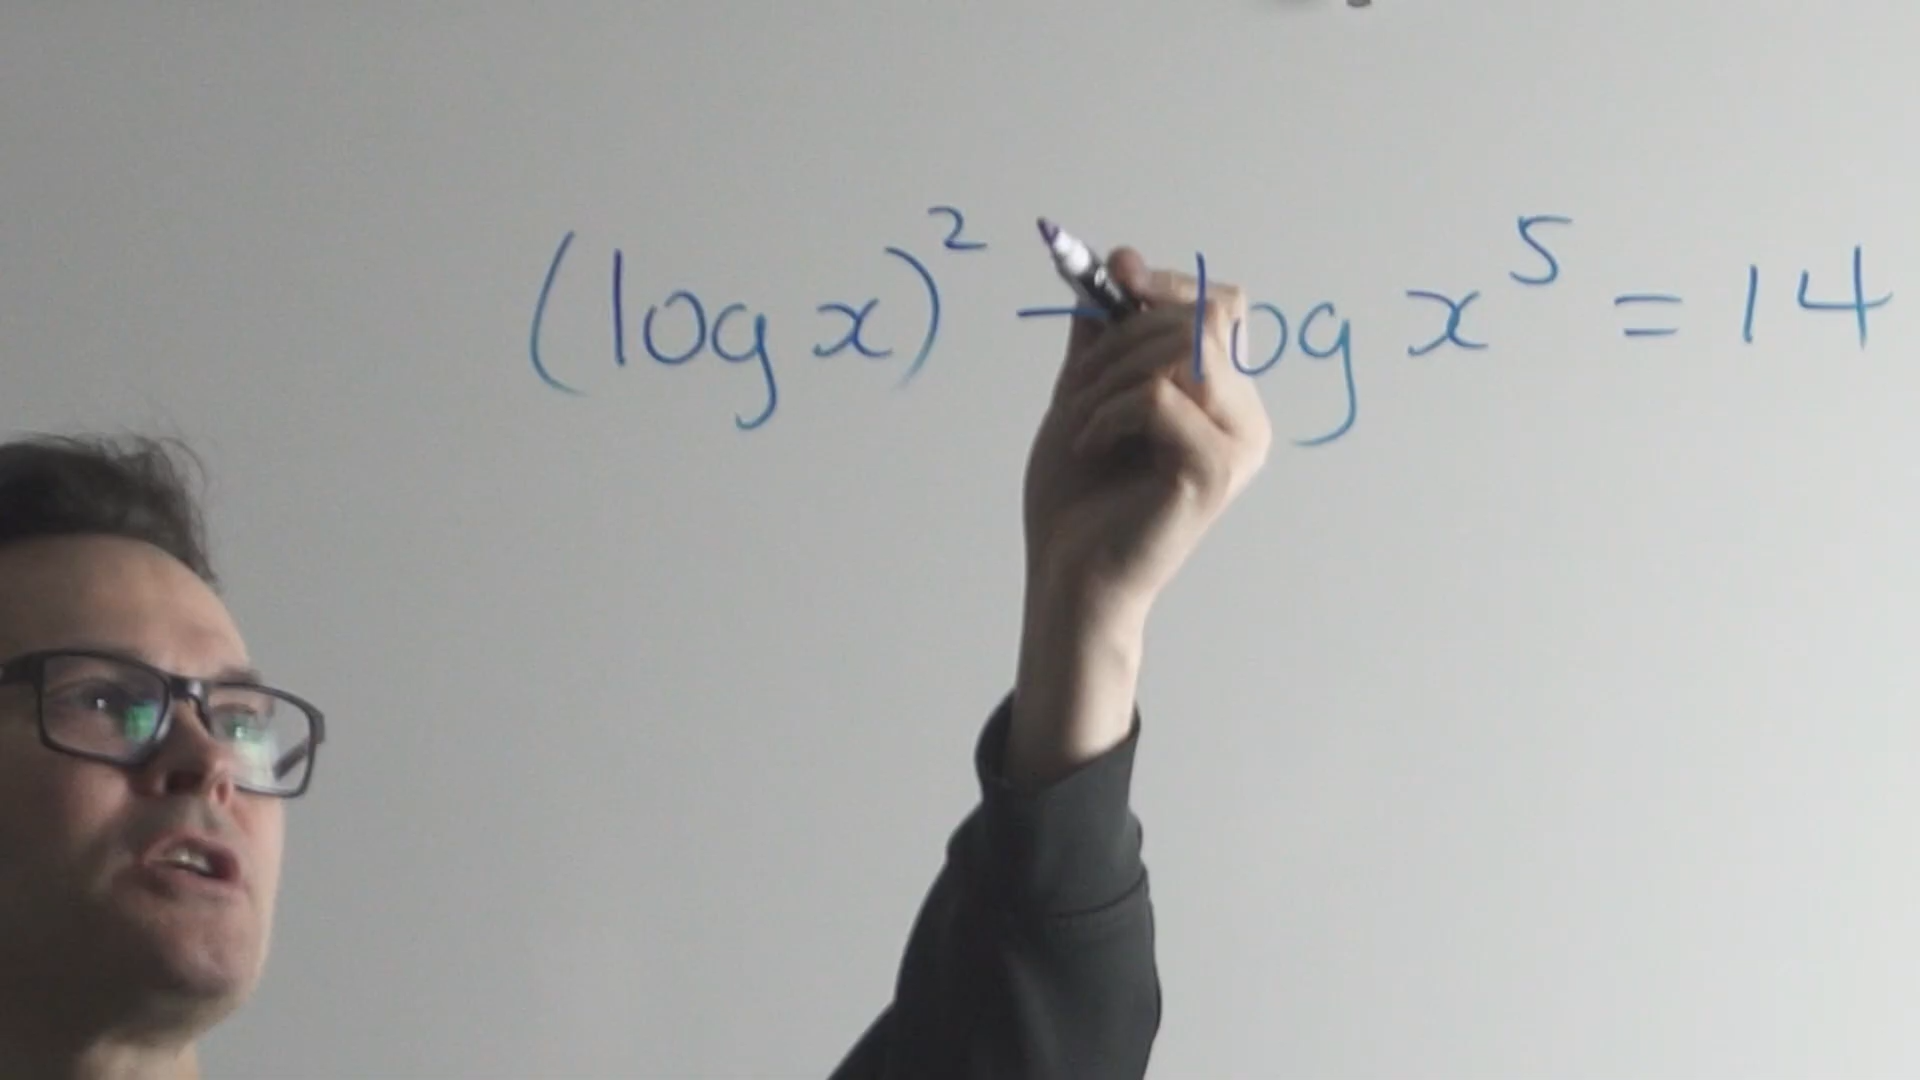 (log x)² - log x⁵ = 14